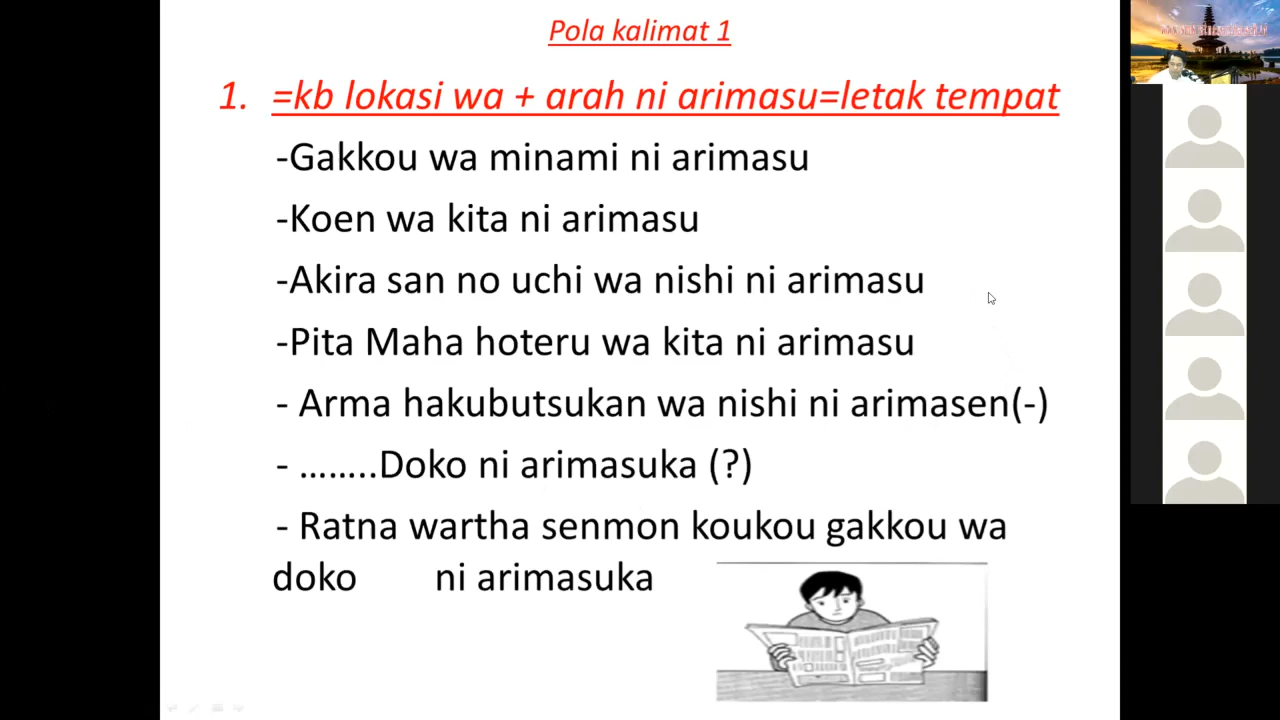 Pola kalimat 1
1. =kb lokasi wa + arah ni arimasu=letak tempat
-Gakkou wa minami ni arimasu
-Koen wa kita ni arimasu
-Akira san no uchi wa nishi ni arimasu
-Pita Maha hoteru wa kita ni arimasu
- Arma hakubutsukan wa nishi ni arimasen(-)
- ……..Doko ni arimasuka (?)
- Ratna wartha senmon koukou gakkou wa
doko ni arimasuka